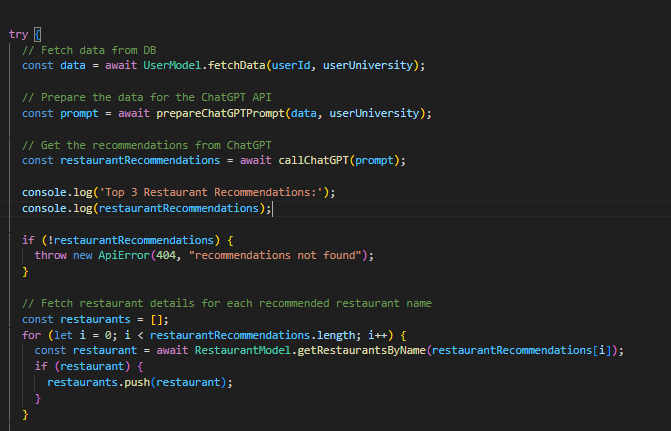 try {
// Fetch data from DB
const data = await UserModel.fetchData(userId, userUniversity);
// Prepare the data for the ChatGPT API
const prompt = await prepareChatGPTPrompt(data, userUniversity);
// Get the recommendations from ChatGPT
const restaurantRecommendations = await callChatGPT(prompt);
console.log('Top 3 Restaurant Recommendations:');
console.log(restaurantRecommendations);
if (!restaurantRecommendations) {
throw new ApiError(404, "recommendations not found");
}
// Fetch restaurant details for each recommended restaurant name
const restaurants = [];
for (let i = 0; i < restaurantRecommendations.length; i++) {
const restaurant = await RestaurantModel.getRestaurantsByName(restaurantRecommendations[i]);
if (restaurant) {
restaurants.push(restaurant);
}
}